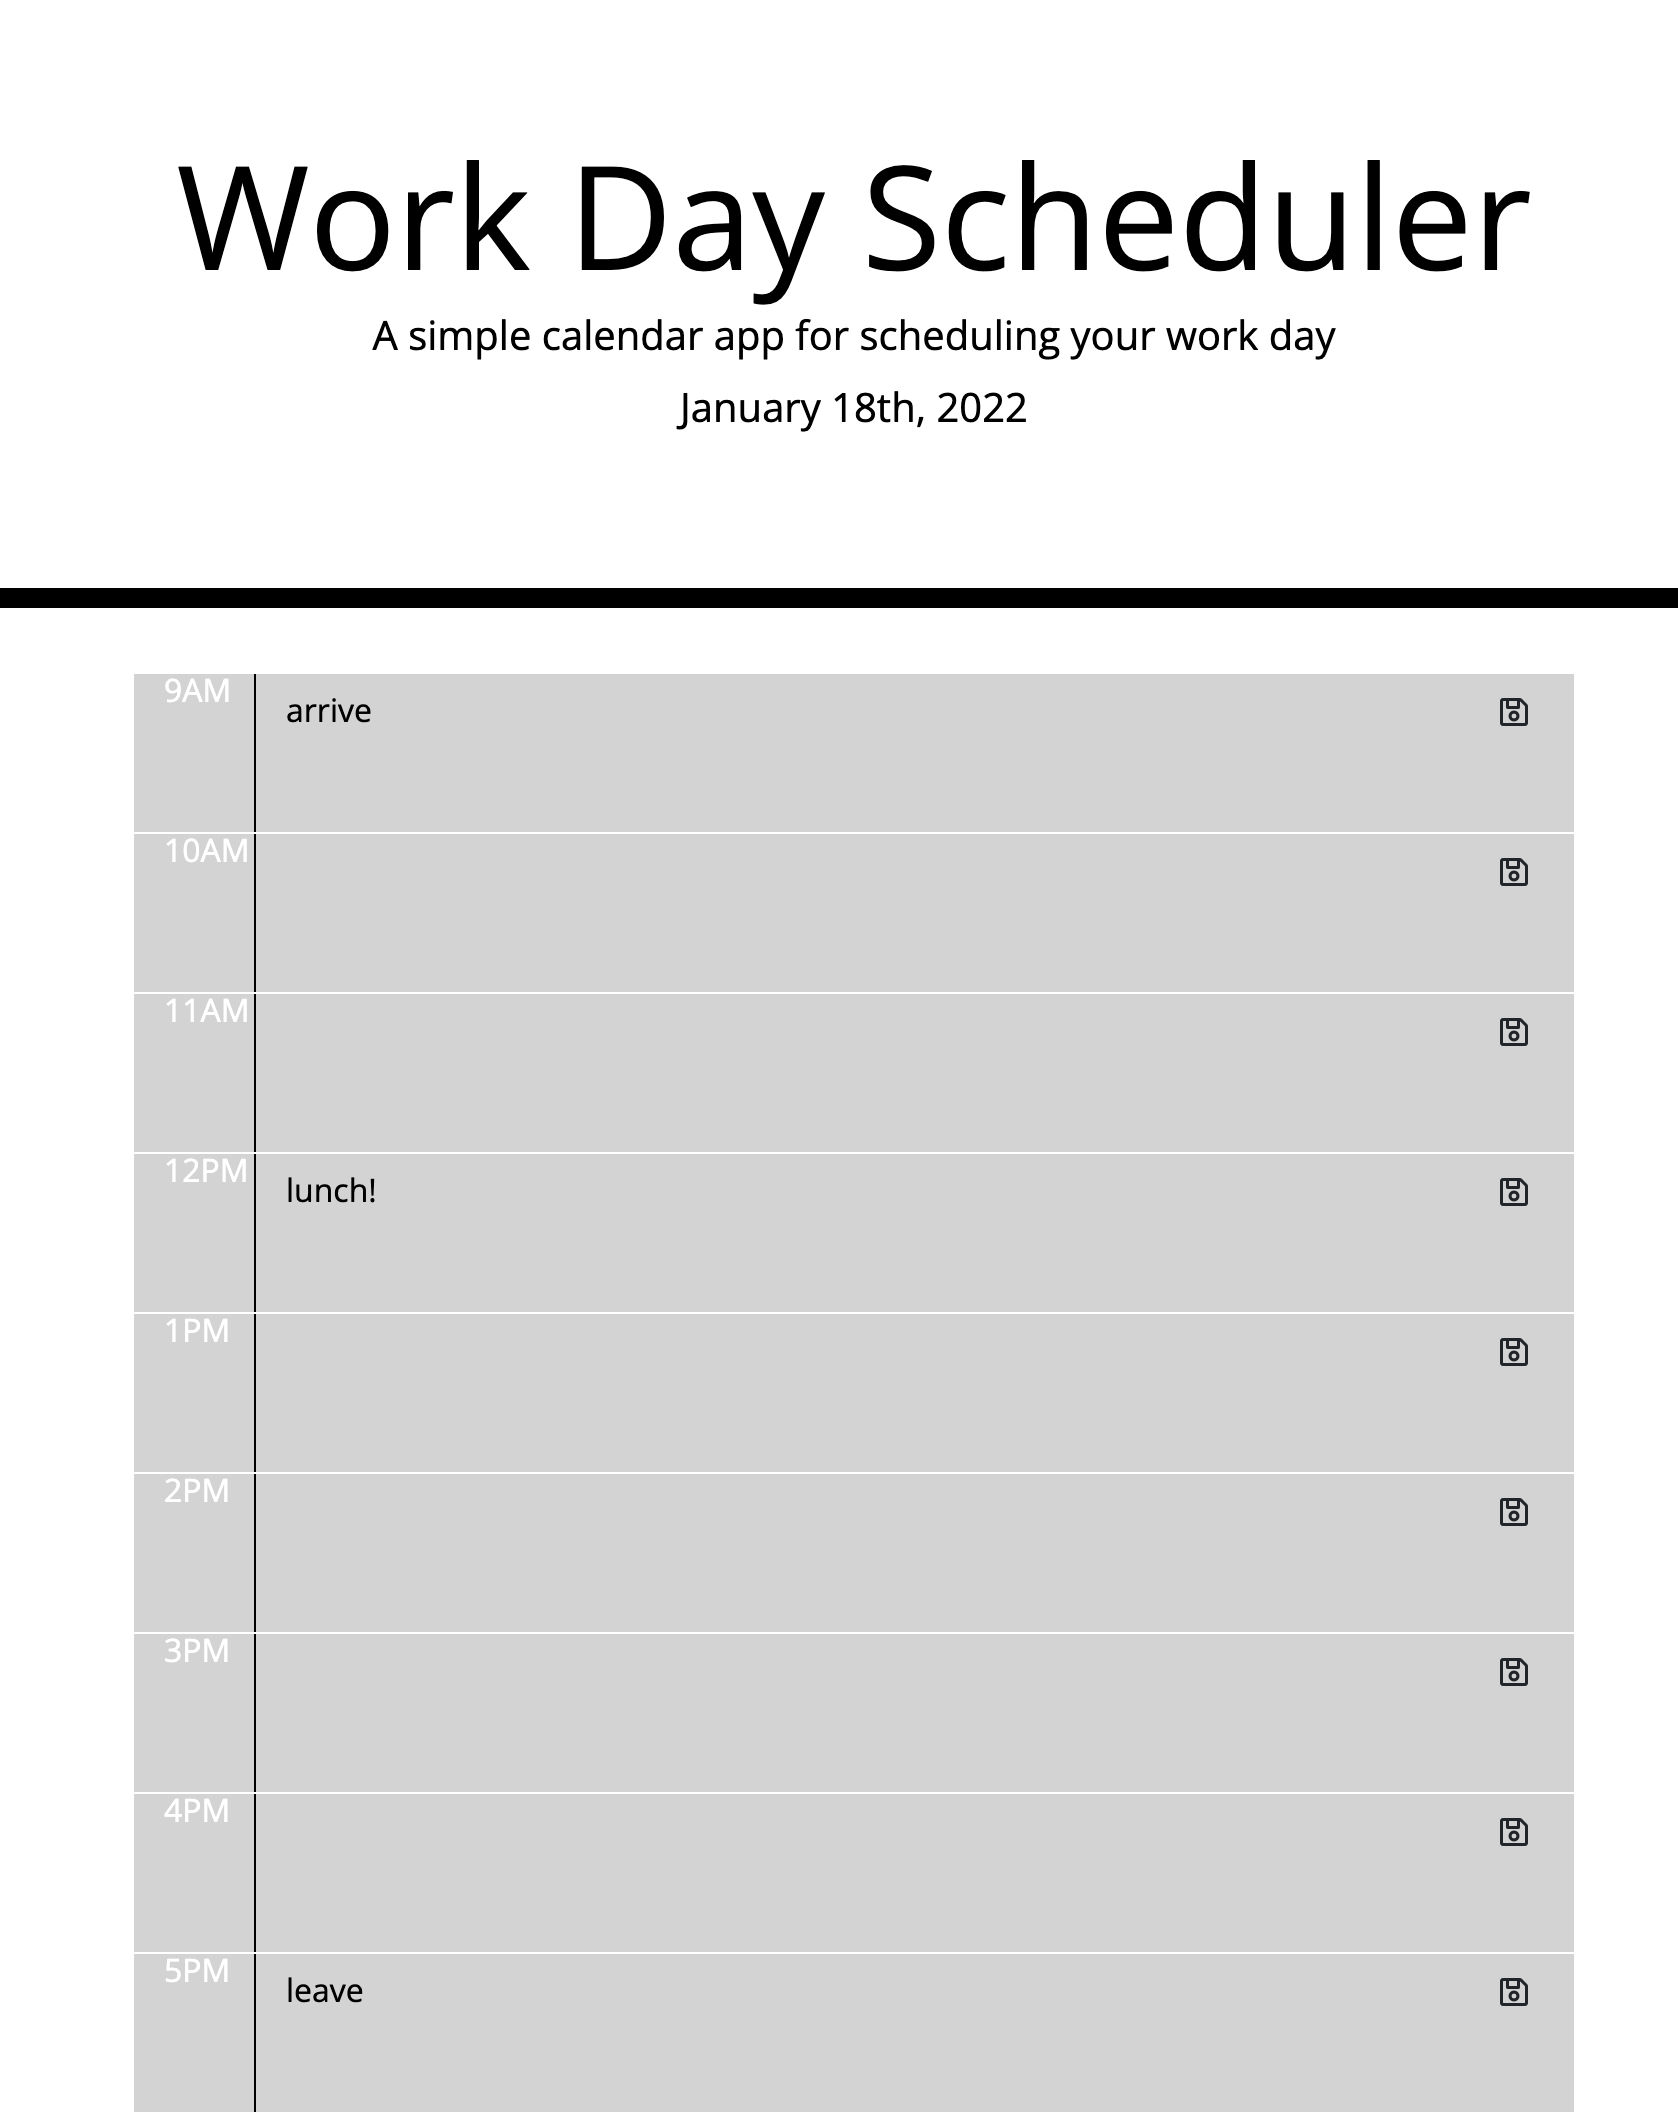 Work Day Scheduler
A simple calendar app for scheduling your work day
January 18th, 2022
9AM
arrive
10AM
11AM
12PM
lunch!
1PM
2PM
3PM
4PM
5PM
leave